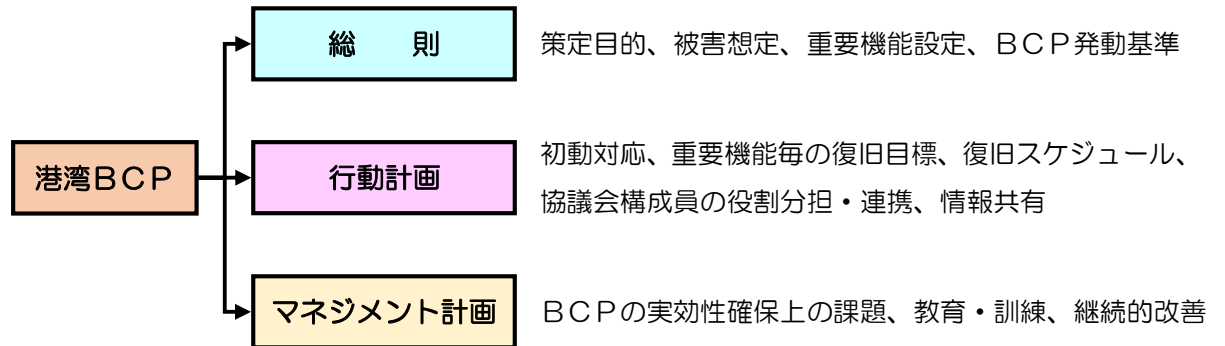 総　則
策定目的、被害想定、重要機能設定、ＢＣＰ発動基準
港湾ＢＣＰ
行動計画
初動対応、重要機能毎の復旧目標、復旧スケジュール、
協議会構成員の役割分担・連携、情報共有
マネジメント計画
ＢＣＰの実効性確保上の課題、教育・訓練、継続的改善